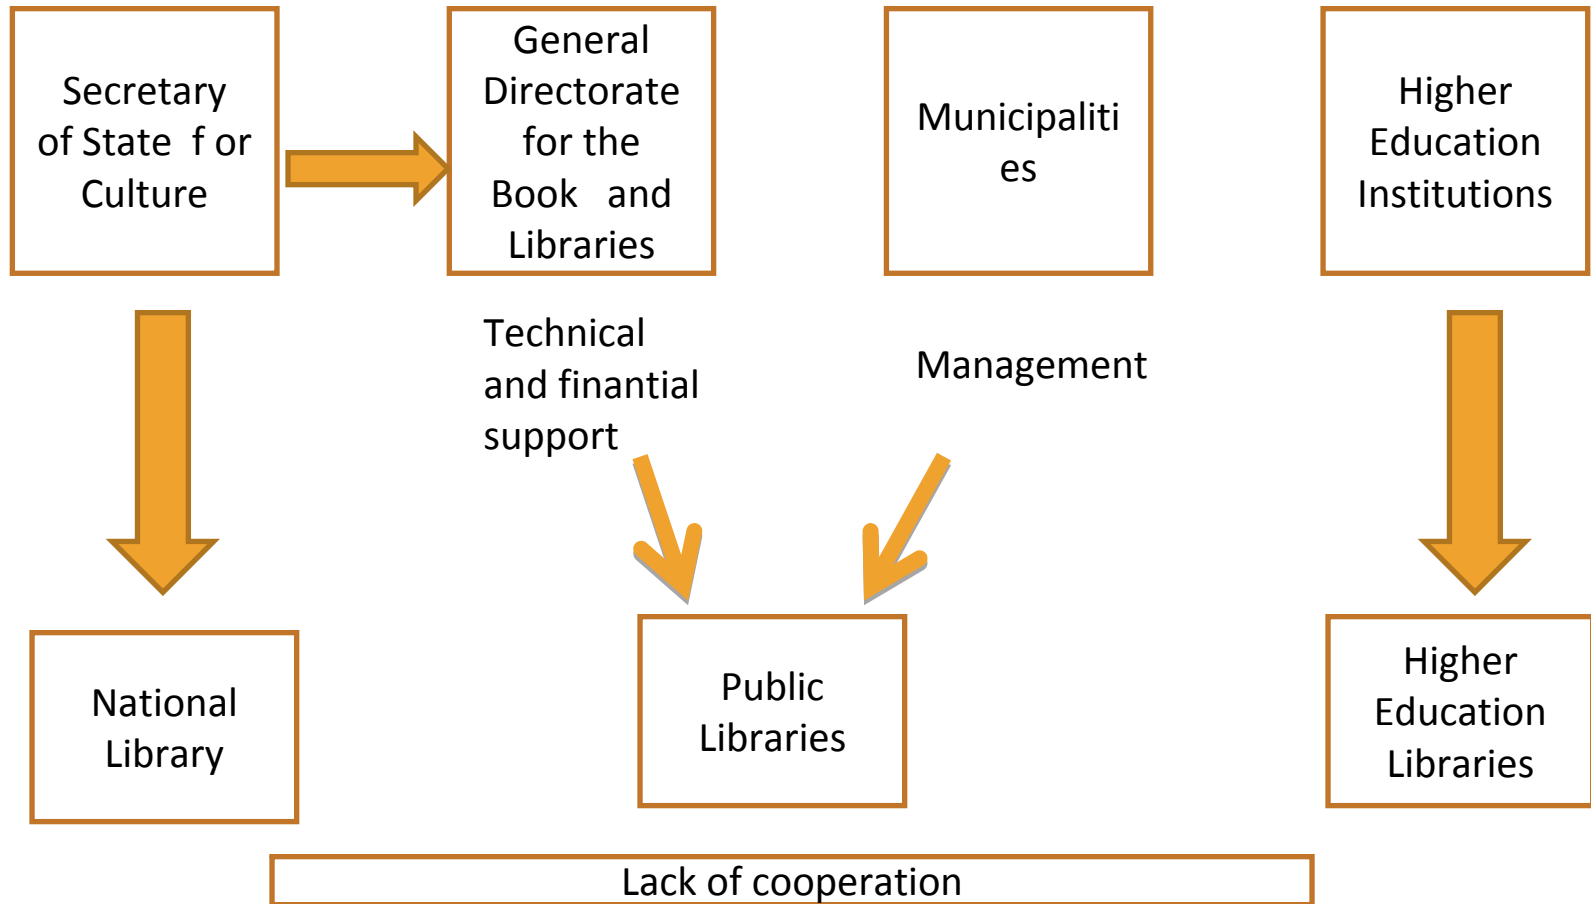 Secretary
of State f or
Culture
General
Directorate
for the
Book and
Libraries
Municipaliti
es
Higher
Education
Institutions
Technical
and finantial
support
Management
National
Library
Public
Libraries
Higher
Education
Libraries
Lack of cooperation